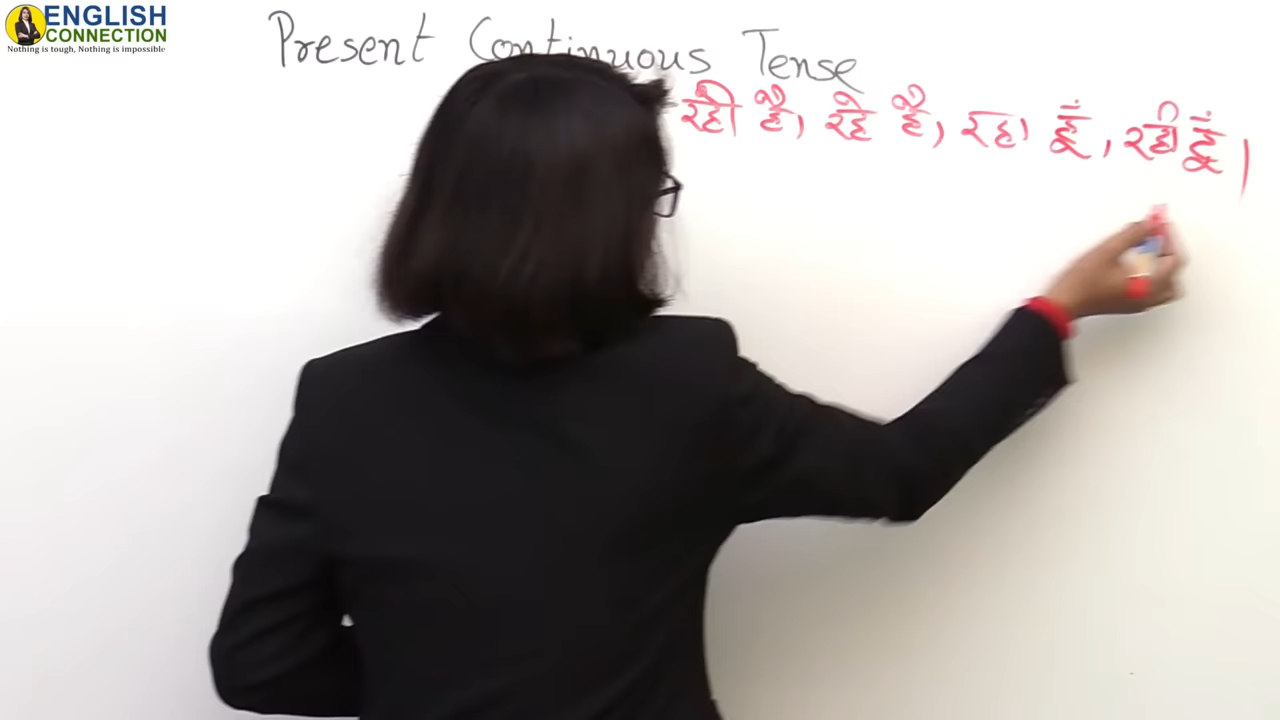 ENGLISH
CONNECTION
Nothing is tough, Nothing is impossible
Present Continuous Tense
रही है, रहे है, रहा हूँ, रही हूँ।